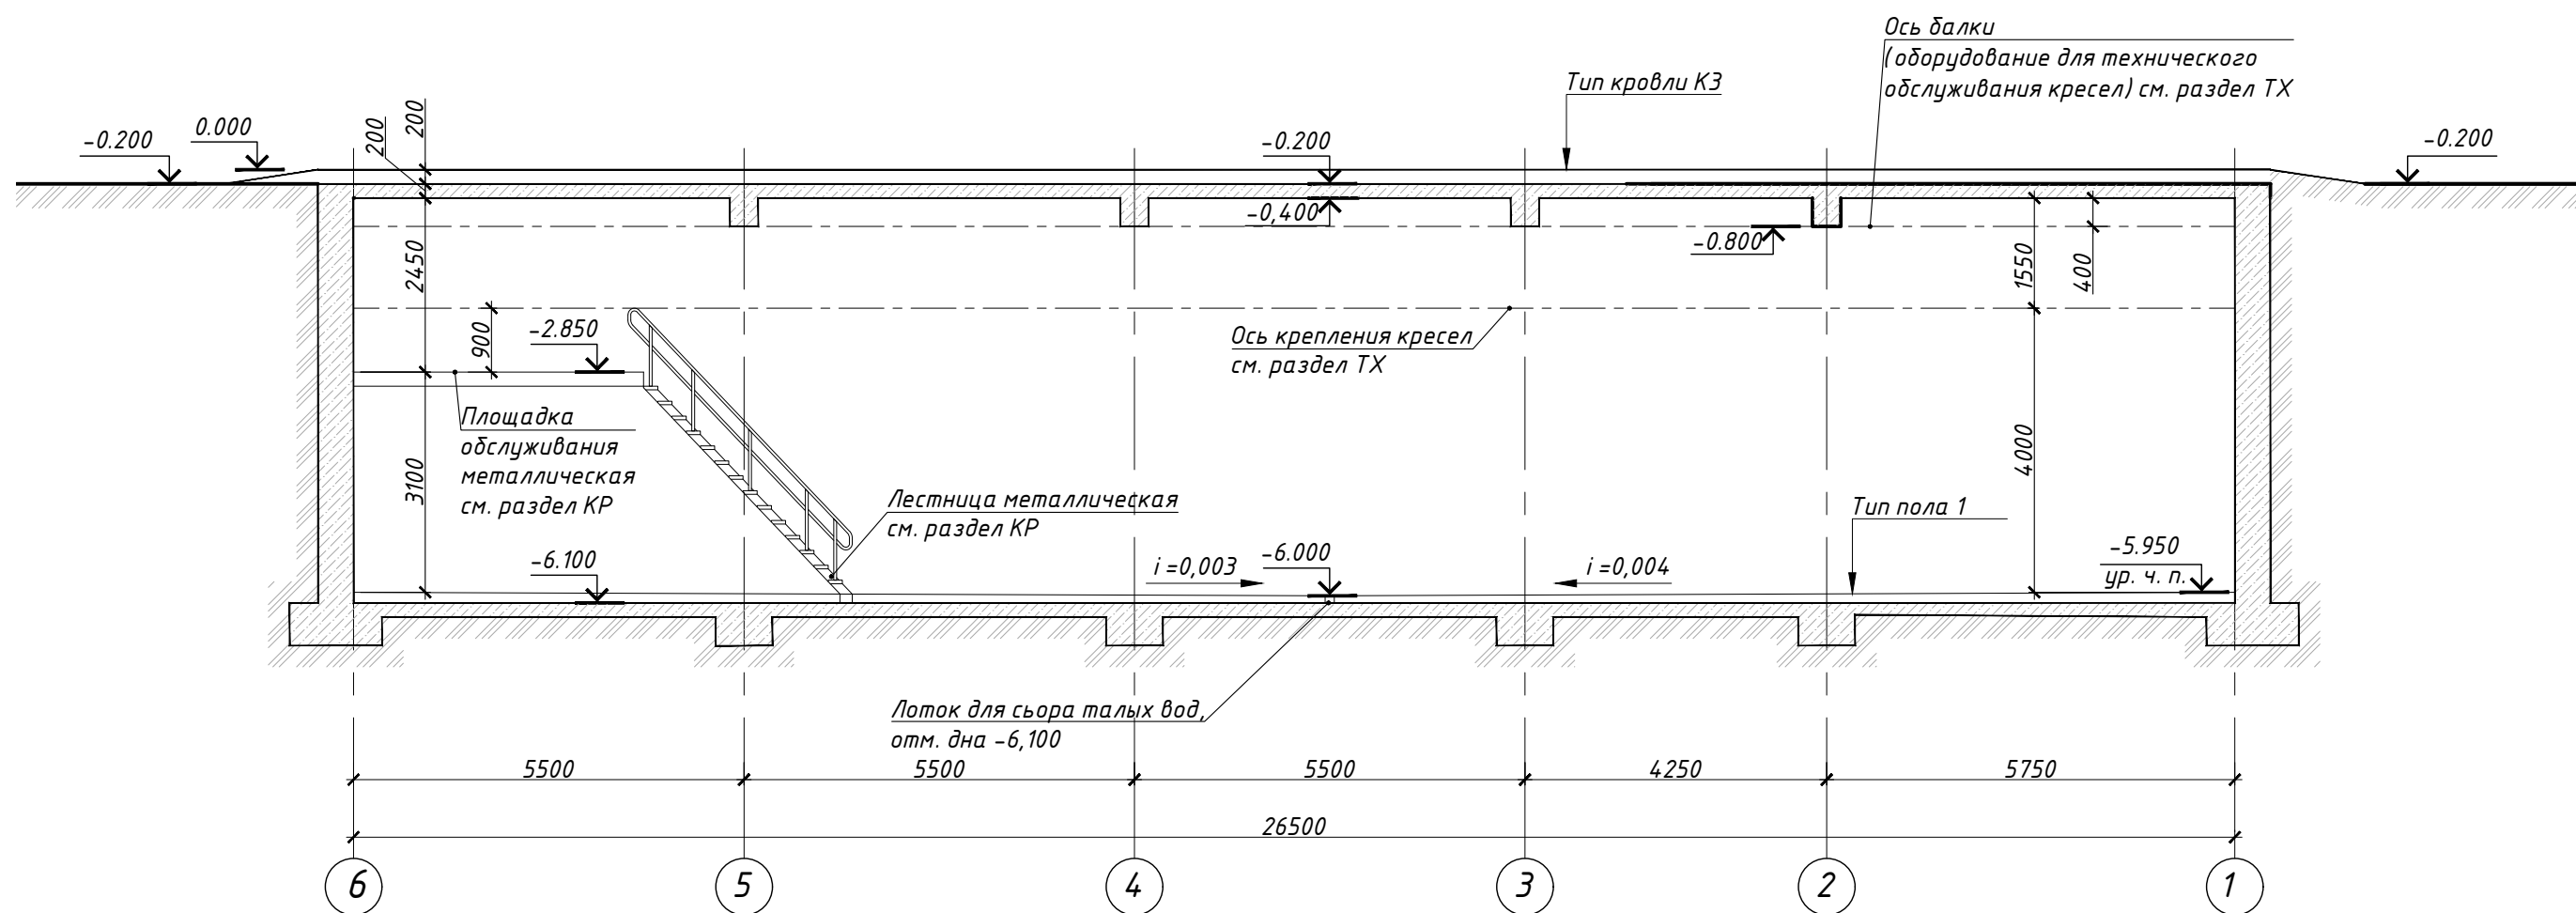 Ось балки
(оборудование для технического
обслуживания кресел) см. раздел ТХ
Тип кровли К3
-0.200
0.000
200
200
-0.200
-0.200
-0,400
-0.800
2450
1550
400
900
-2.850
Ось крепления кресел
см. раздел ТХ
Площадка
обслуживания
металлическая
см. раздел КР
3100
4000
Лестница металлическая
см. раздел КР
Тип пола 1
-6.100
i =0,003
-6.000
i =0,004
-5.950
ур. ч. п.
Лоток для сьора талых вод,
отм. дна -6,100
5500
5500
5500
4250
5750
26500
6
5
4
3
2
1